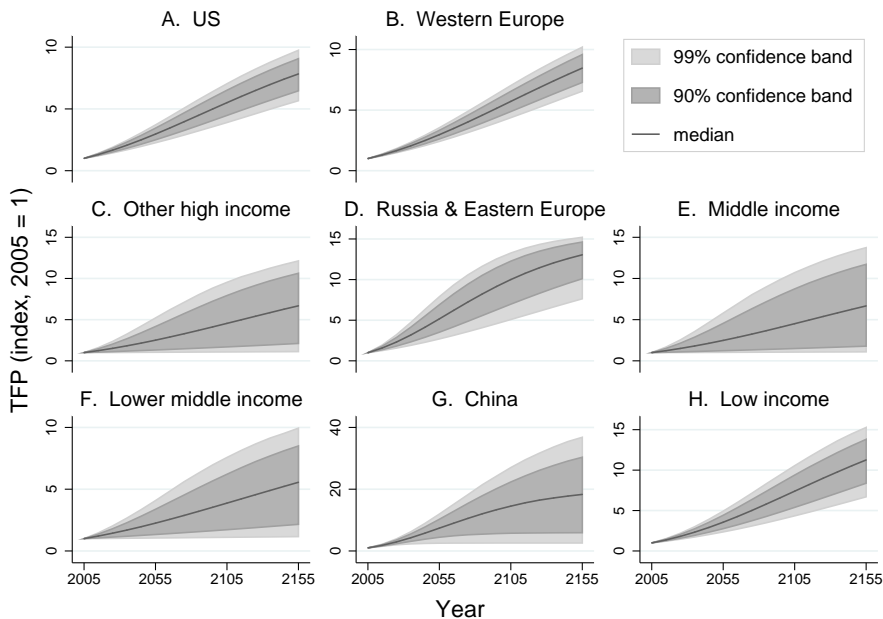 A. US
B. Western Europe
10
5
0
10
5
0
99% confidence band
90% confidence band
median
TFP (index, 2005 = 1)
C. Other high income
D. Russia & Eastern Europe
E. Middle income
15
10
5
0
15
10
5
0
15
10
5
0
F. Lower middle income
G. China
H. Low income
10
5
0
40
20
0
15
10
5
0
2005 2055 2105 2155
2005 2055 2105 2155
2005 2055 2105 2155
Year